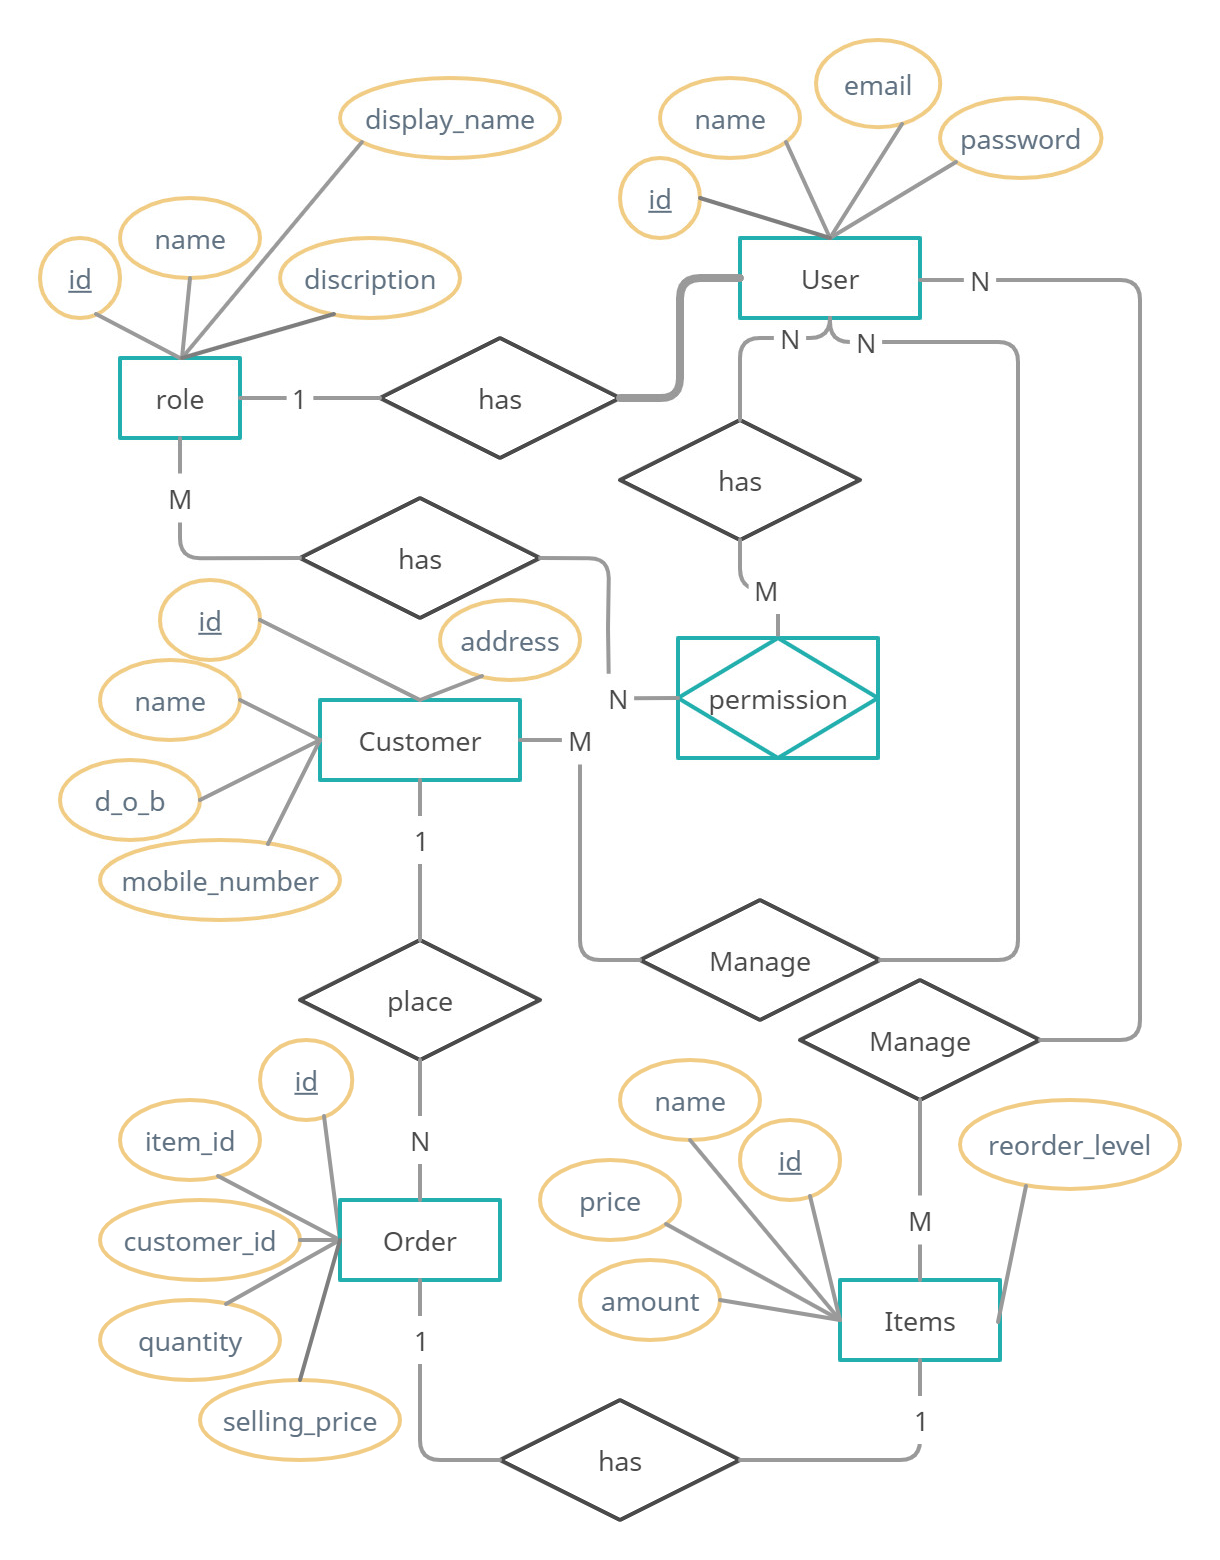 email
display_name
name
password
id
name
id
discription
User
N
N
N
role
1
has
has
M
has
M
id
address
name
N
permission
Customer
M
d_o_b
1
mobile_number
Manage
place
Manage
id
name
item_id
N
id
reorder_level
price
M
customer_id
Order
amount
Items
quantity
1
selling_price
1
has